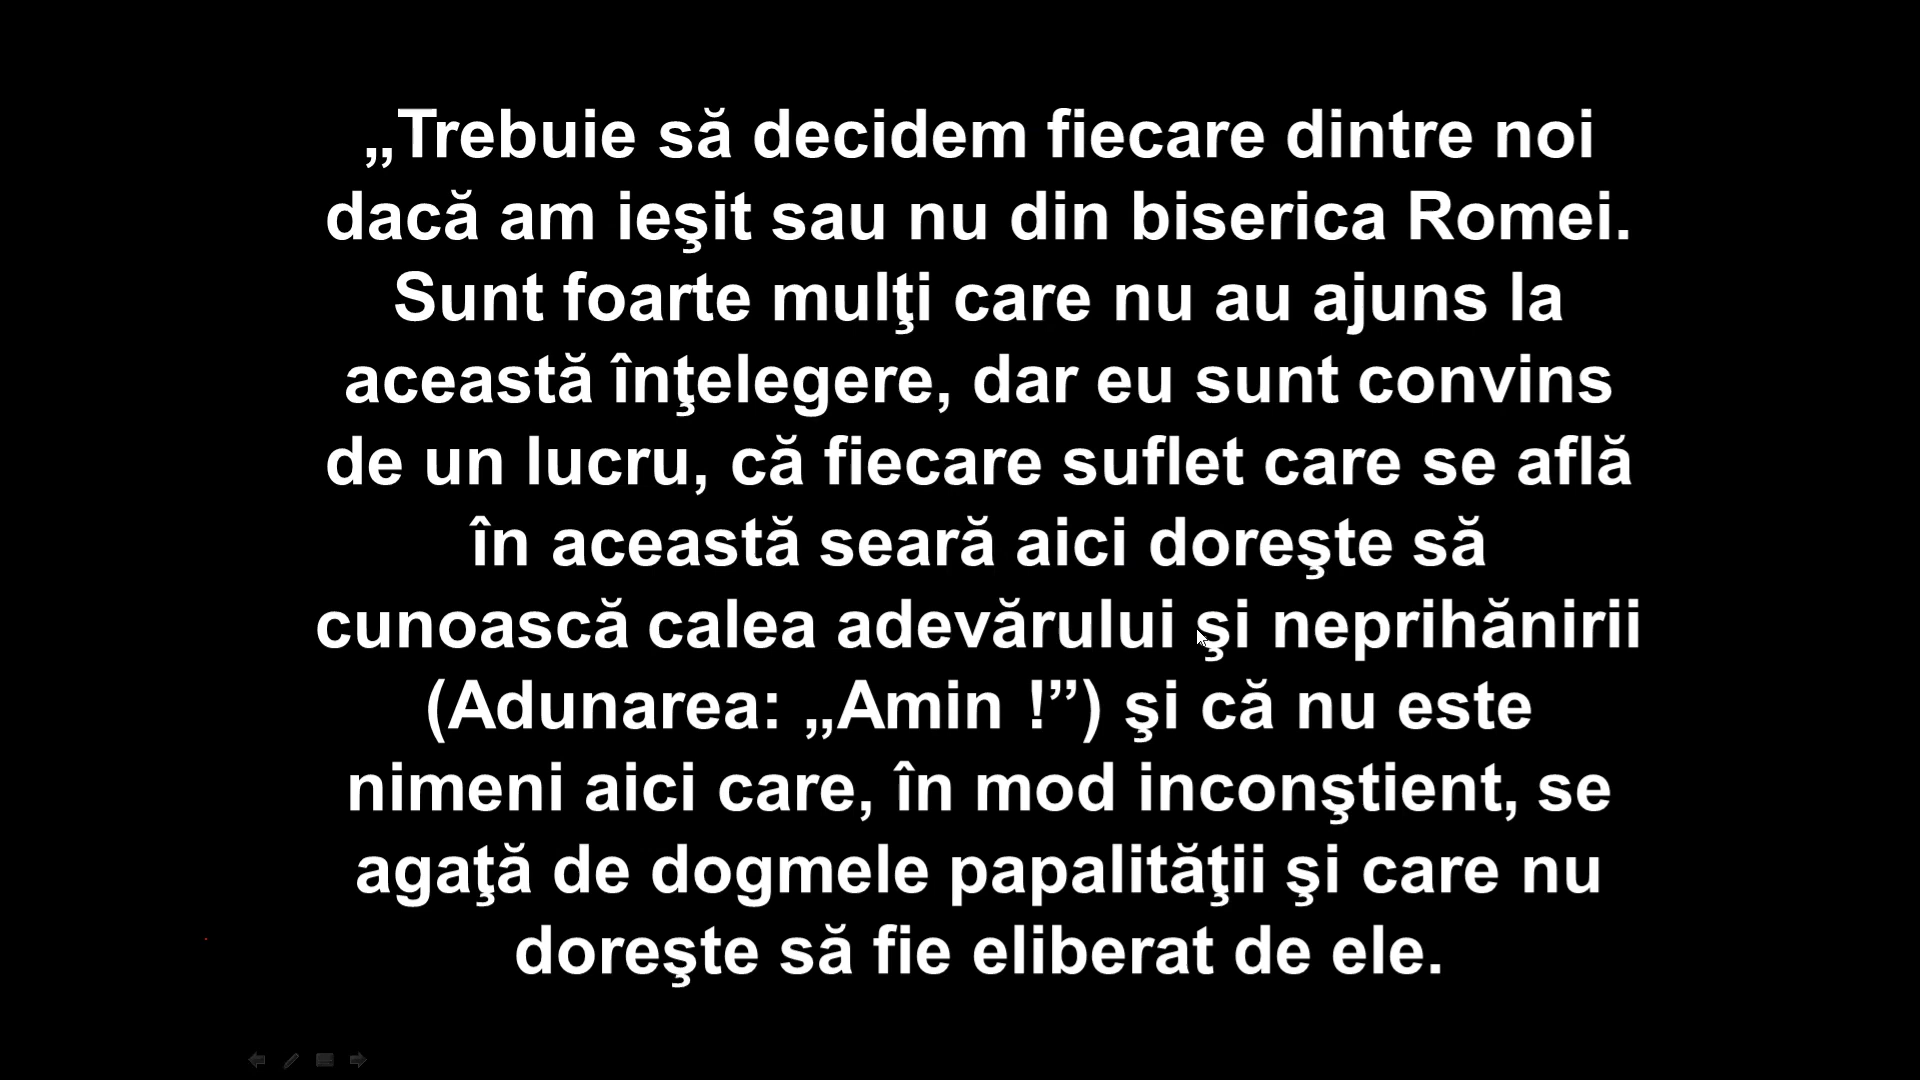 „Trebuie să decidem fiecare dintre noi
dacă am ieşit sau nu din biserica Romei.
Sunt foarte mulţi care nu au ajuns la
această înţelegere, dar eu sunt convins
de un lucru, că fiecare suflet care se află
în această seară aici doreşte să
cunoască calea adevărului şi neprihănirii
(Adunarea: „Amin !”) şi că nu este
nimeni aici care, în mod inconştient, se
agaţă de dogmele papalităţii şi care nu
doreşte să fie eliberat de ele.